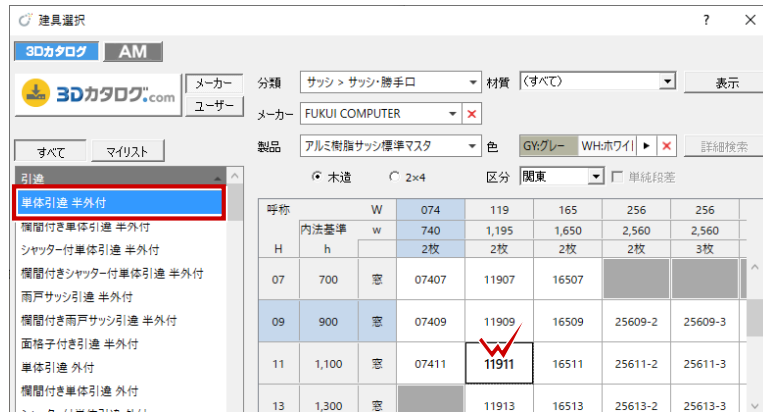 建具選択
? ×
3Dカタログ AM
3Dカタログ.com
メーカー
ユーザー
分類 サッシ > サッシ・勝手口 材質 (すべて) 表示
メーカー FUKUI COMPUTER
製品 アルミ樹脂サッシ標準マスタ 色 GY:グレー WH:ホワイ 詳細検索
木造 2×4 区分 関東 単純段差
すべて マイリスト
引違
単体引違 半外付
欄間付き単体引違 半外付
シャッター付単体引違 半外付
欄間付きシャッター付単体引違 半外付
雨戸サッシ引違 半外付
欄間付き雨戸サッシ引違 半外付
面格子付き引違 半外付
単体引違 外付
欄間付き単体引違 外付
呼称 W 074 119 165 256 256
内法基準 w 740 1,195 1,650 2,560 2,560
H h 2枚 2枚 2枚 2枚 3枚
07 700 窓 07407 11907 16507
09 900 窓 07409 11909 16509 25609-2 25609-3
11 1,100 窓 07411 11911 16511 25611-2 25611-3
13 1,300 窓 11913 16513 25613-2 25613-3